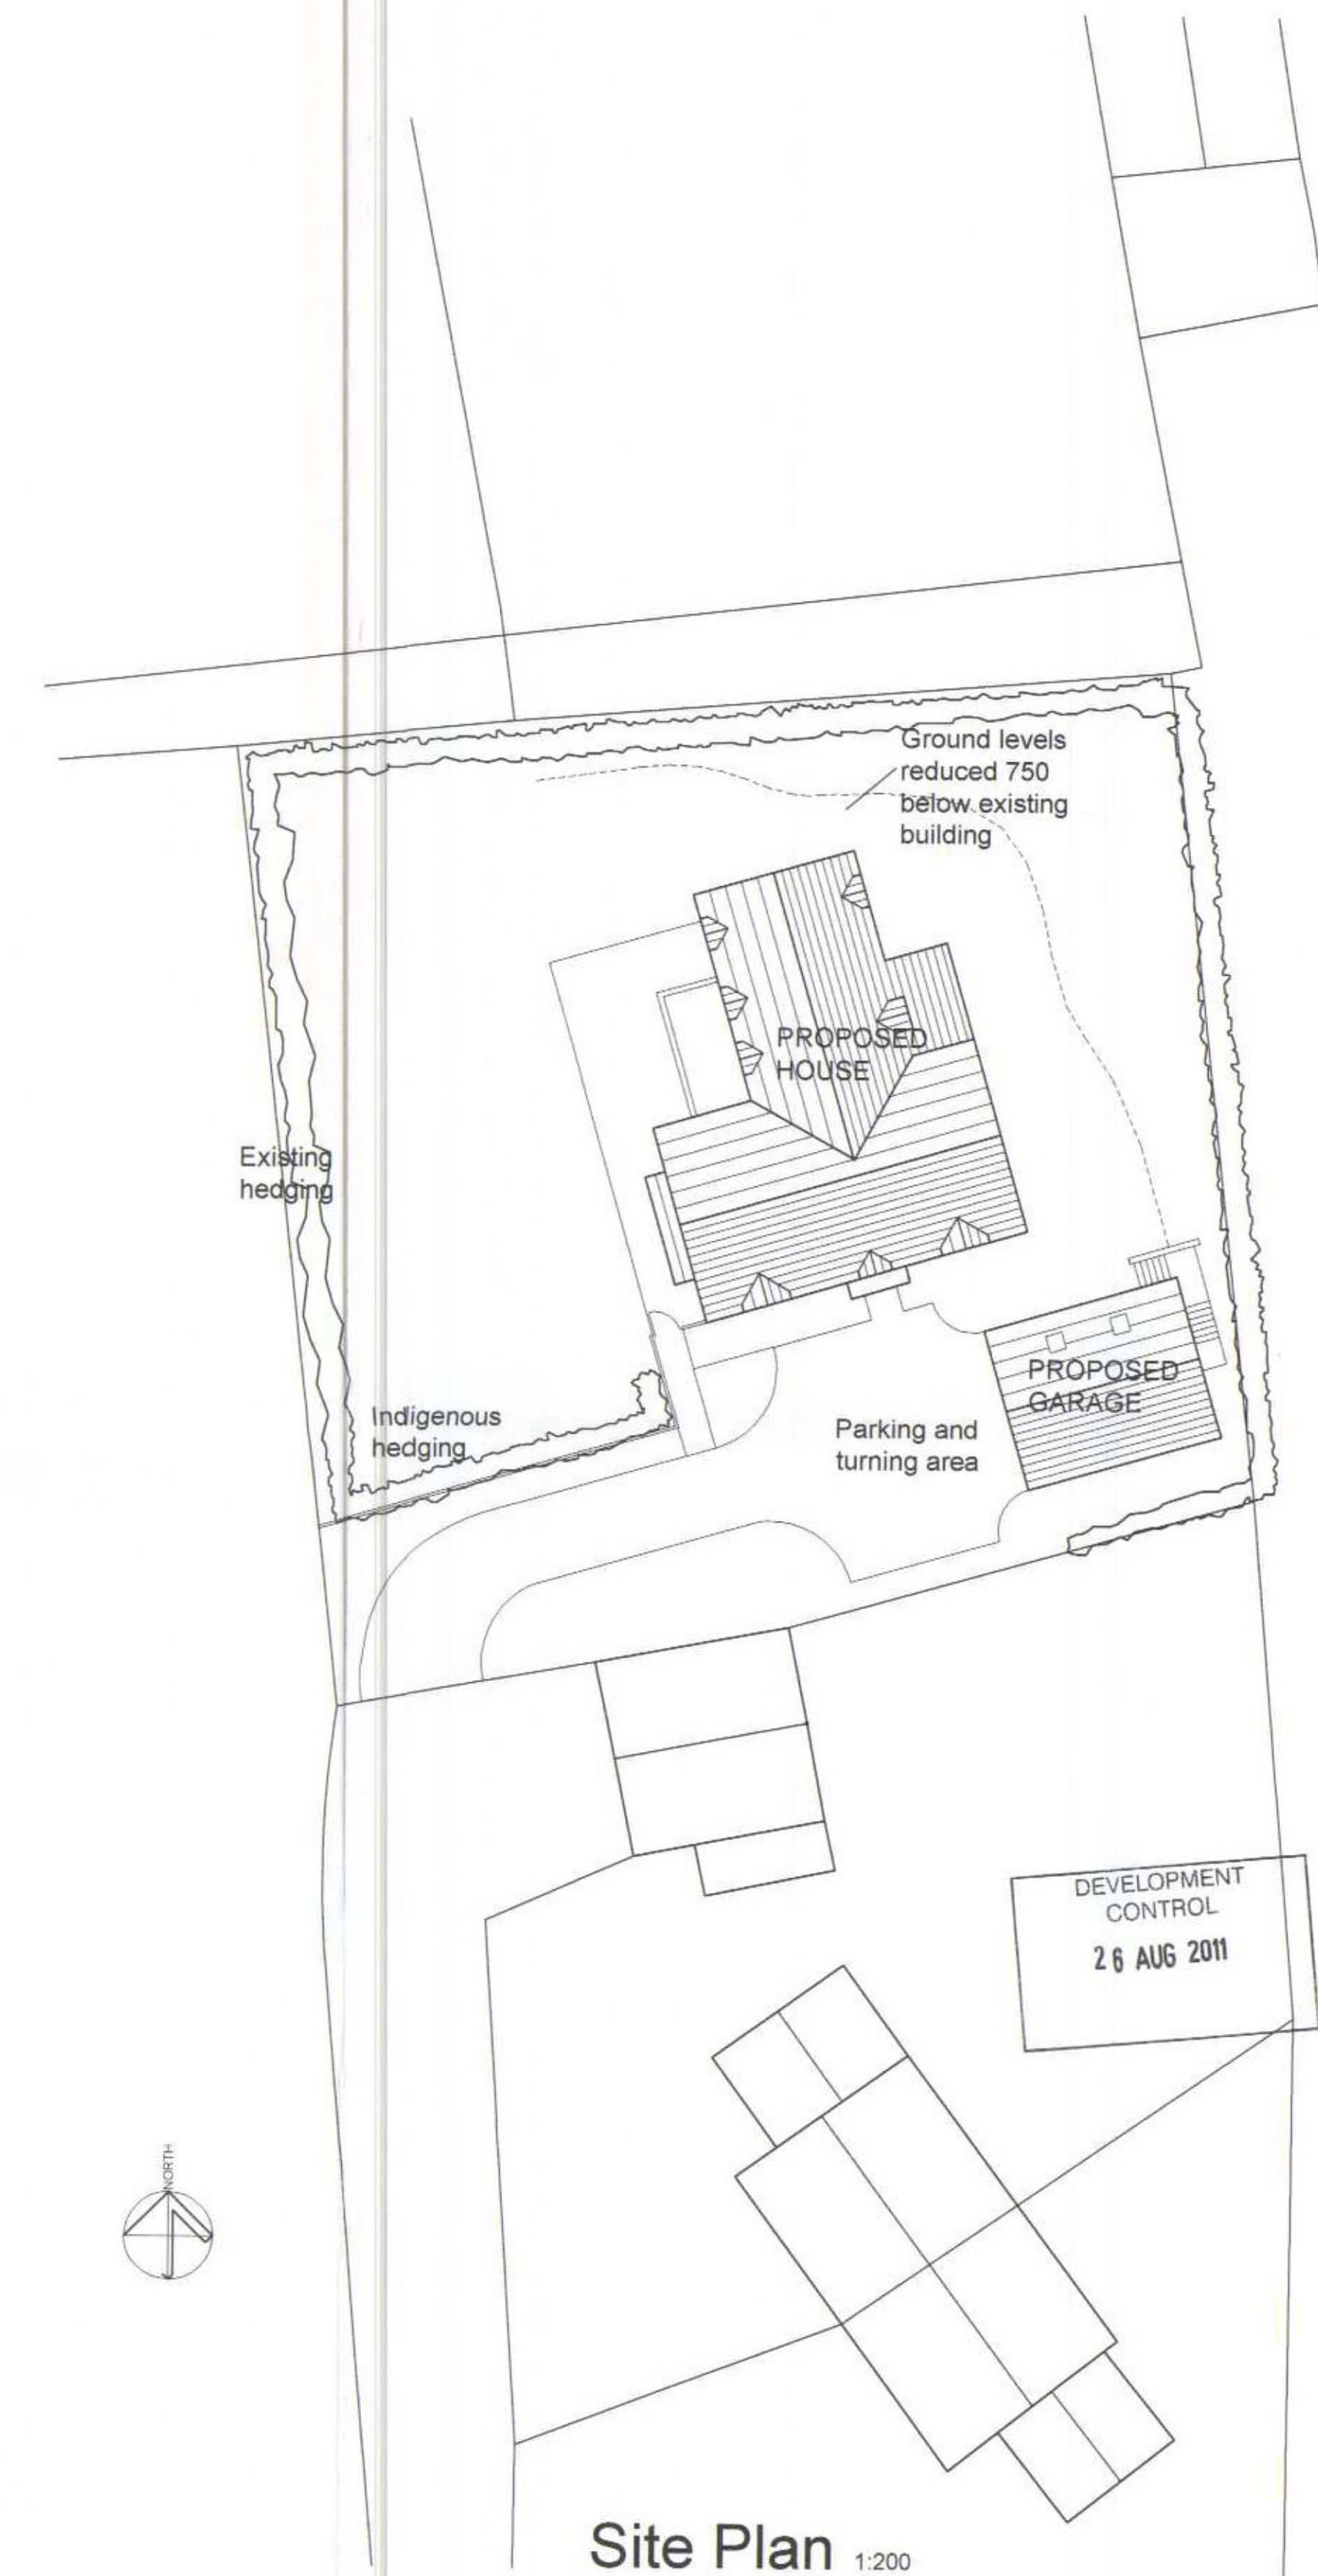 Ground levels
reduced 750
below existing
building
PROPOSED
HOUSE
Existing
hedging
PROPOSED
GARAGE
Indigenous
hedging
Parking and
turning area
DEVELOPMENT
CONTROL
26 AUG 2011
NORTH
Site Plan 1:200